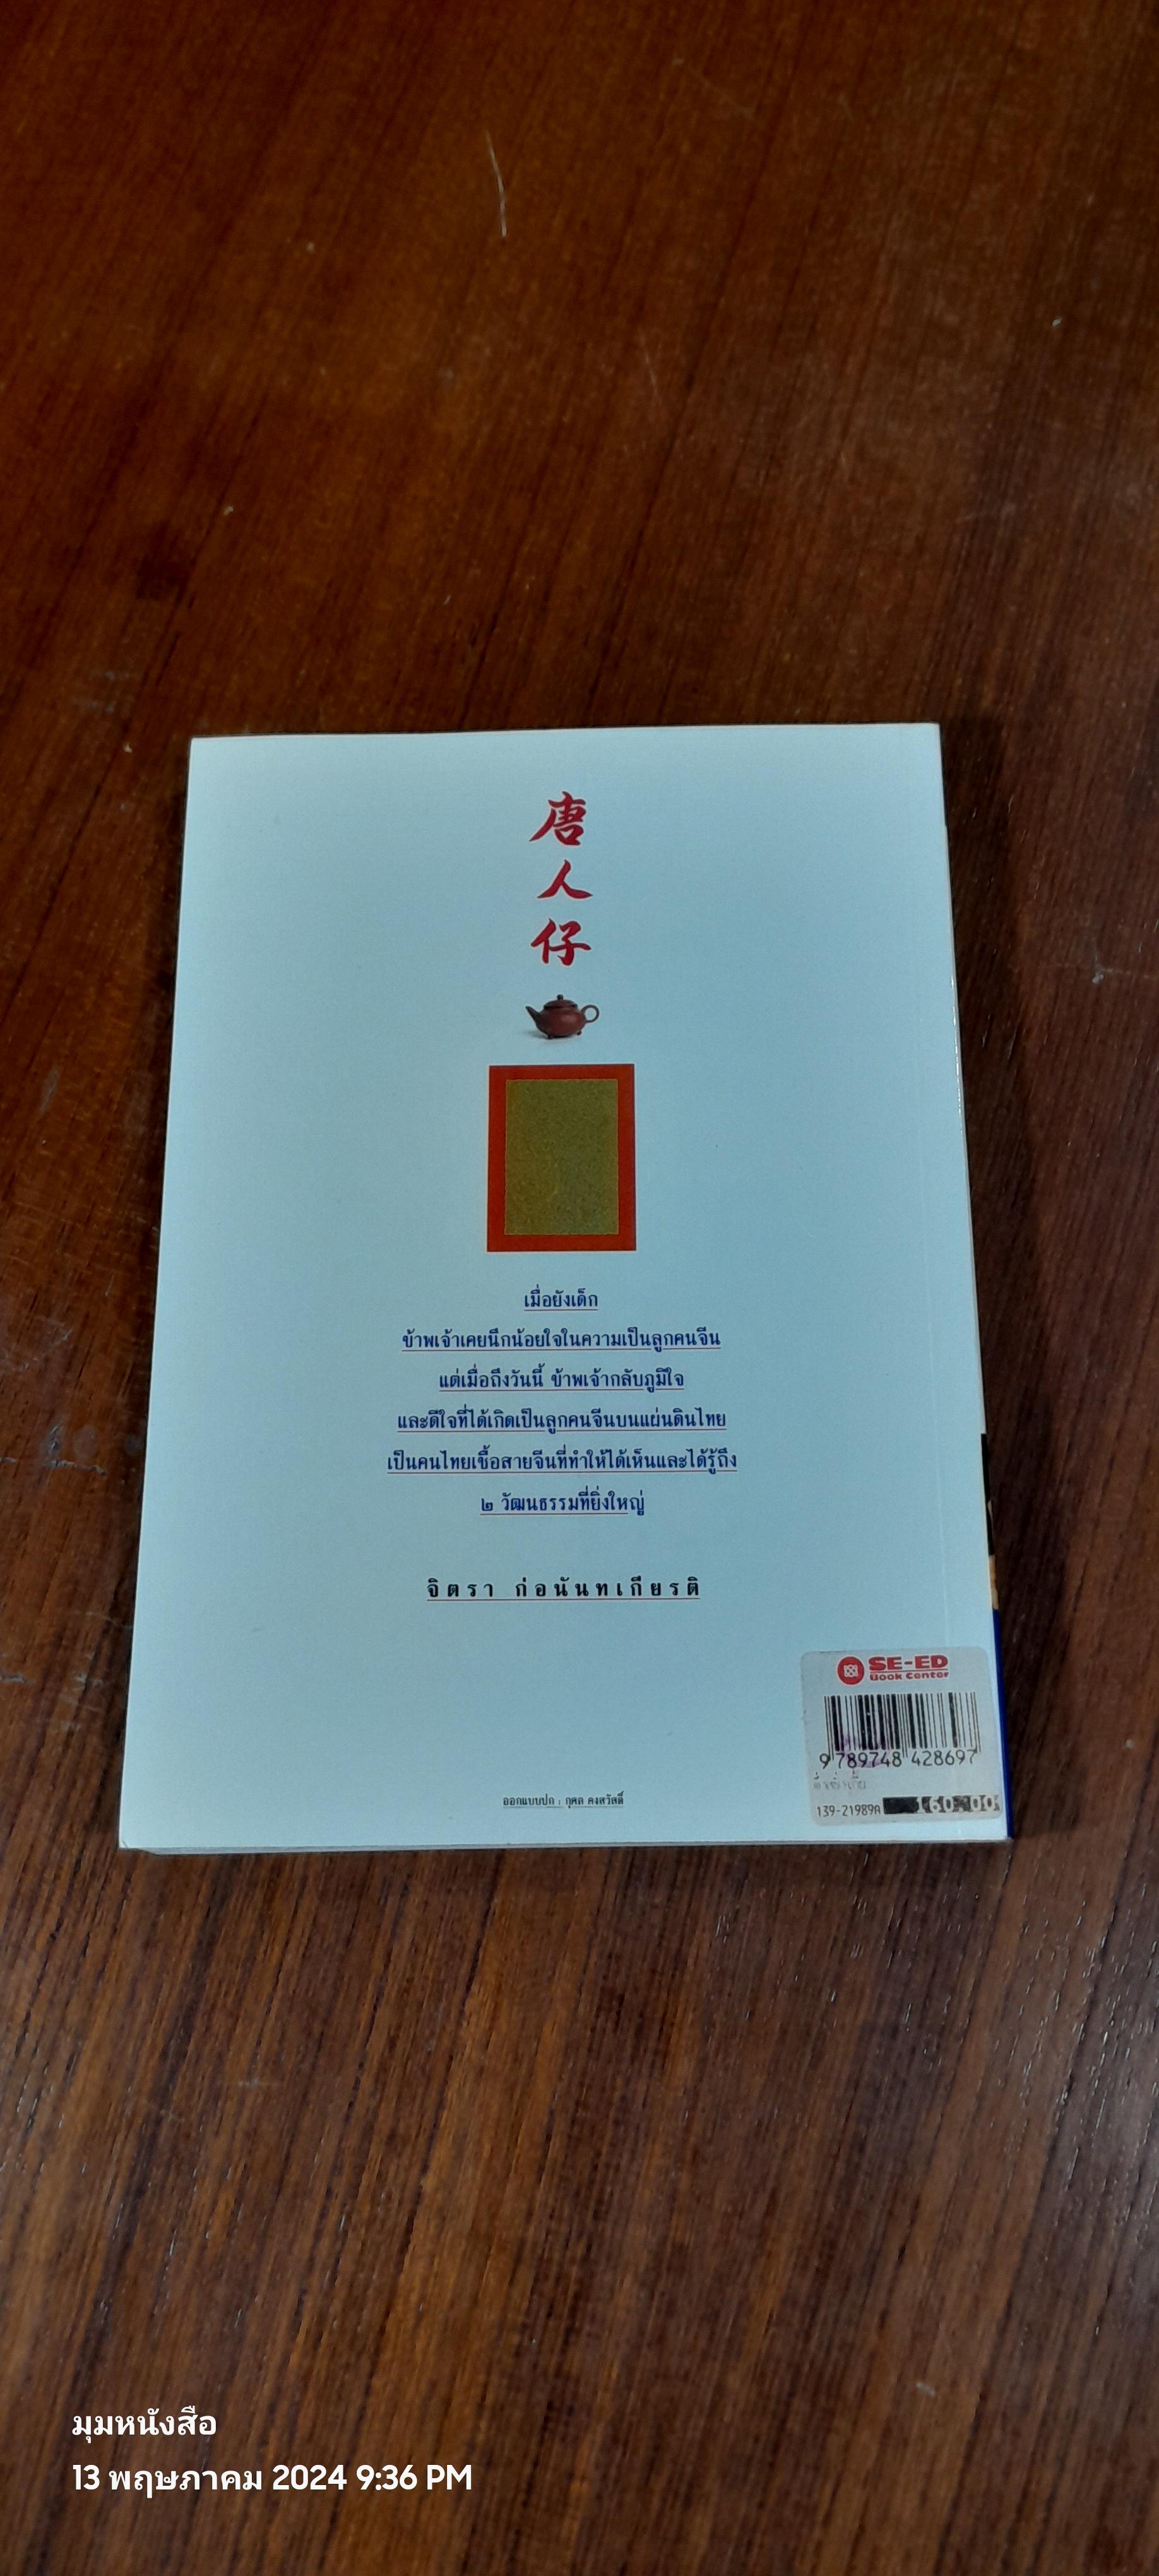 唐
人
仔
เมื่อยังเด็ก
ข้าพเจ้าเคยนึกน้อยใจในความเป็นลูกคนจีน
แต่เมื่อถึงวันนี้ ข้าพเจ้ากลับภูมิใจ
และดีใจที่ได้เกิดเป็นลูกคนจีนบนแผ่นดินไทย
เป็นคนไทยเชื้อสายจีนที่ทำให้ได้เห็นและได้รู้ถึง
๒ วัฒนธรรมที่ยิ่งใหญ่
จิตรา ก่อนันทเกียรติ
SE-ED
Book Center
9 789748 428697
139-21989A 160.00
ออกแบบปก : กุศล คงสวัสดิ์
มุมหนังสือ
13 พฤษภาคม 2024 9:36 PM